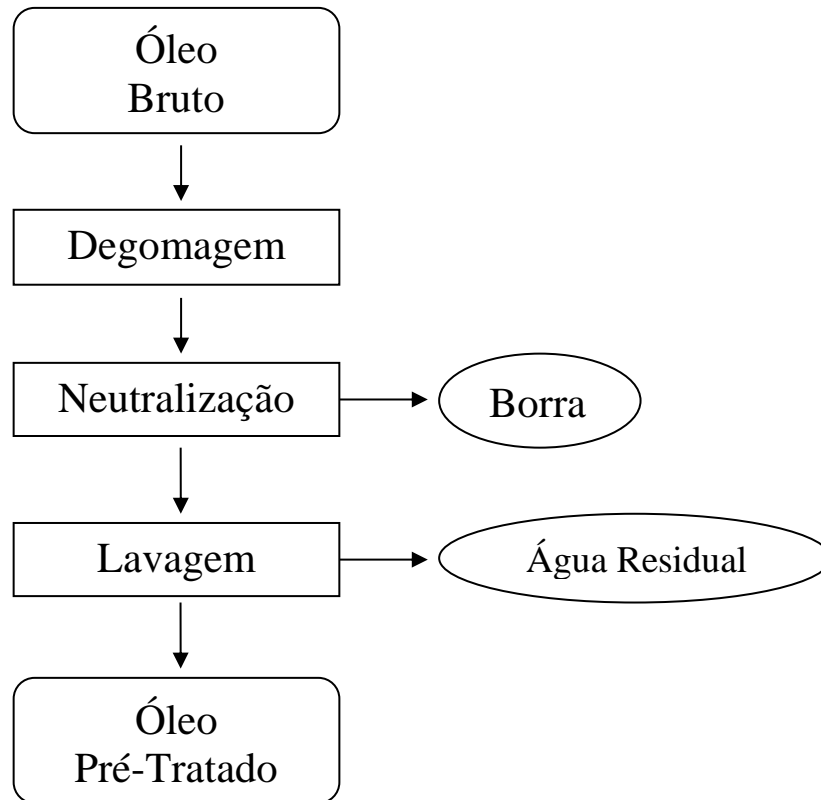 Óleo
Bruto
Degomagem
Neutralização
Borra
Lavagem
Água Residual
Óleo
Pré-Tratado